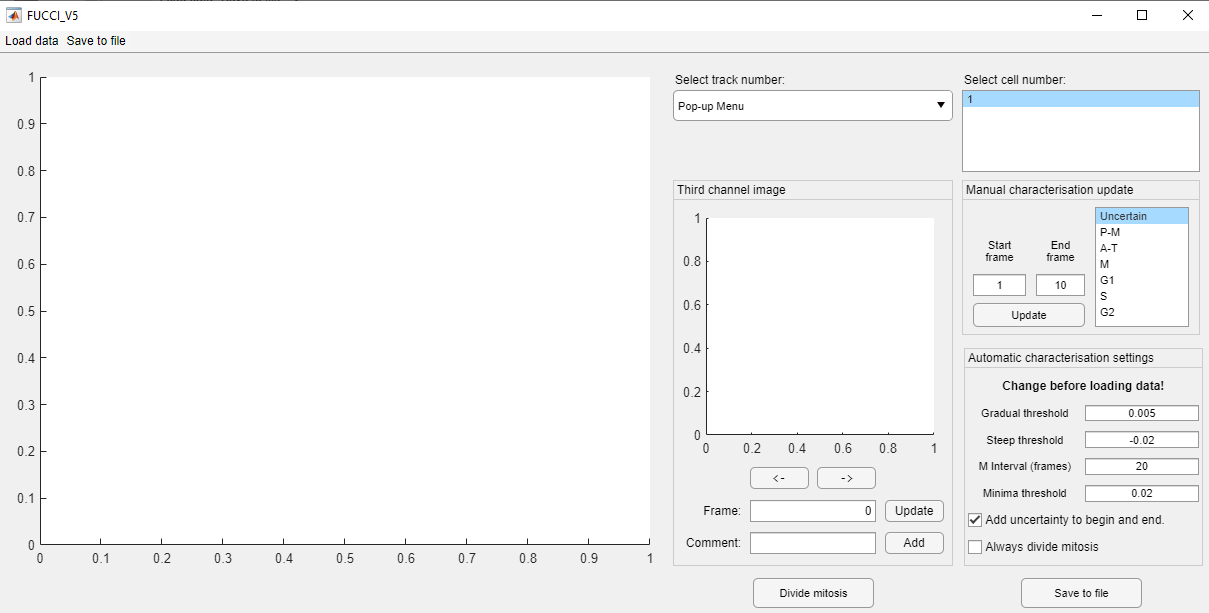 FUCCI_V5
Load data Save to file
Select track number:
Pop-up Menu
Select cell number:
1
1
0.9
0.8
0.7
0.6
0.5
0.4
0.3
0.2
0.1
0
0 0.1 0.2 0.3 0.4 0.5 0.6 0.7 0.8 0.9 1
Third channel image
1
0.8
0.6
0.4
0.2
0
0 0.2 0.4 0.6 0.8 1
<- ->
Frame: 0 Update
Comment: Add
Divide mitosis
Manual characterisation update
Start
frame
End
frame
1 10
Update
Uncertain
P-M
A-T
M
G1
S
G2
Automatic characterisation settings
Change before loading data!
Gradual threshold 0.005
Steep threshold -0.02
M Interval (frames) 20
Minima threshold 0.02
Add uncertainty to begin and end.
Always divide mitosis
Save to file